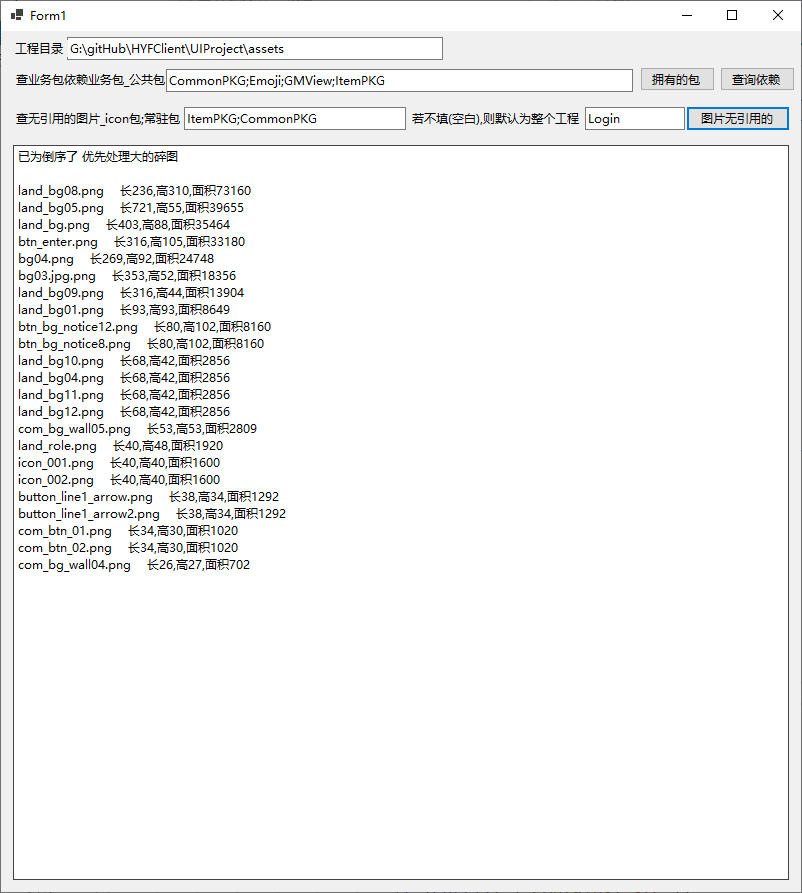 Form1
工程目录 G:\gitHub\HYFClient\UIProject\assets
查业务包依赖业务包_公共包 CommonPKG;Emoji;GMView;ItemPKG 拥有的包 查询依赖
查无引用的图片_icon包;常驻包 ItemPKG;CommonPKG 若不填(空白),则默认为整个工程 Login 图片无引用的
已为倒序了 优先处理大的碎图
land_bg08.png 长236,高310,面积73160
land_bg05.png 长721,高55,面积39655
land_bg.png 长403,高88,面积35464
btn_enter.png 长316,高105,面积33180
bg04.png 长269,高92,面积24748
bg03.jpg.png 长353,高52,面积18356
land_bg09.png 长316,高44,面积13904
land_bg01.png 长93,高93,面积8649
btn_bg_notice12.png 长80,高102,面积8160
btn_bg_notice8.png 长80,高102,面积8160
land_bg10.png 长68,高42,面积2856
land_bg04.png 长68,高42,面积2856
land_bg11.png 长68,高42,面积2856
land_bg12.png 长68,高42,面积2856
com_bg_wall05.png 长53,高53,面积2809
land_role.png 长40,高48,面积1920
icon_001.png 长40,高40,面积1600
icon_002.png 长40,高40,面积1600
button_line1_arrow.png 长38,高34,面积1292
button_line1_arrow2.png 长38,高34,面积1292
com_btn_01.png 长34,高30,面积1020
com_btn_02.png 长34,高30,面积1020
com_bg_wall04.png 长26,高27,面积702